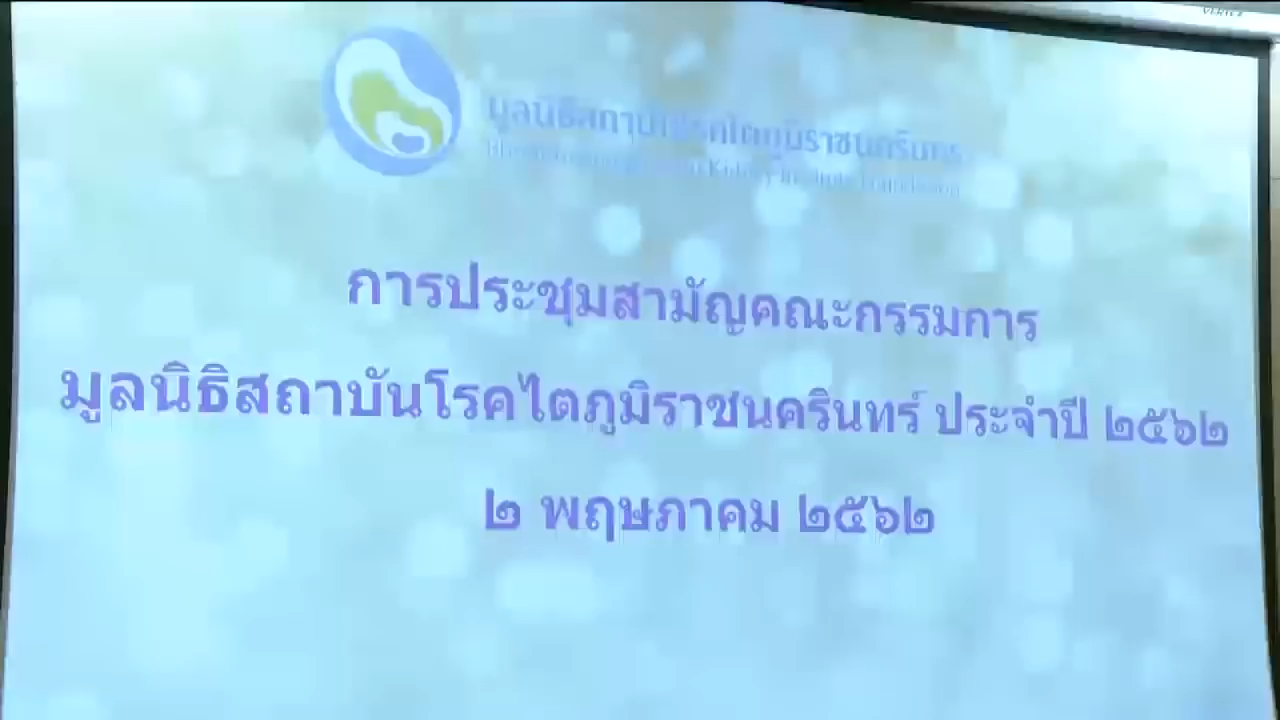 มูลนิธิสถาบันโรคไตภูมิราชนครินทร์
การประชุมสามัญคณะกรรมการ
มูลนิธิสถาบันโรคไตภูมิราชนครินทร์ ประจำปี ๒๕๖๒
๒ พฤษภาคม ๒๕๖๒